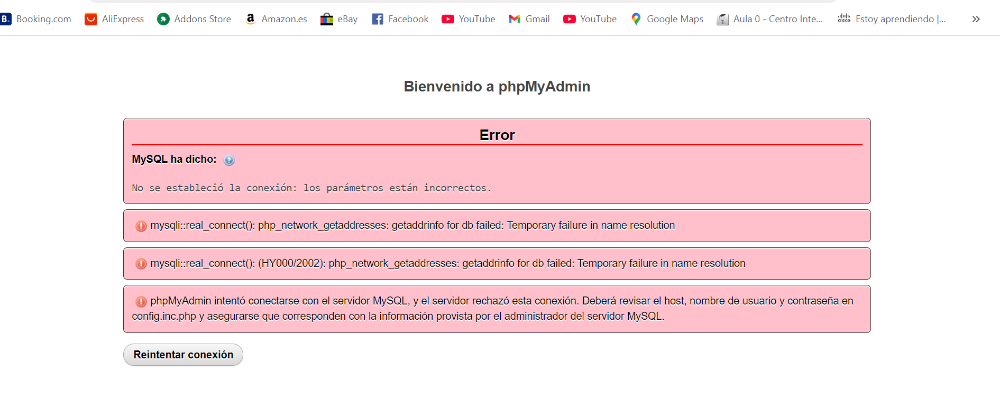 B. Booking.com AliExpress Addons Store a Amazon.es eBay Facebook YouTube Gmail YouTube Google Maps Aula 0 - Centro Inte... cisco Estoy aprendiendo |... »
Bienvenido a phpMyAdmin
Error
MySQL ha dicho:
No se estableció la conexión: los parámetros están incorrectos.
mysqli::real_connect(): php_network_getaddresses: getaddrinfo for db failed: Temporary failure in name resolution
mysqli::real_connect(): (HY000/2002): php_network_getaddresses: getaddrinfo for db failed: Temporary failure in name resolution
phpMyAdmin intentó conectarse con el servidor MySQL, y el servidor rechazó esta conexión. Deberá revisar el host, nombre de usuario y contraseña en
config.inc.php y asegurarse que corresponden con la información provista por el administrador del servidor MySQL.
Reintentar conexión